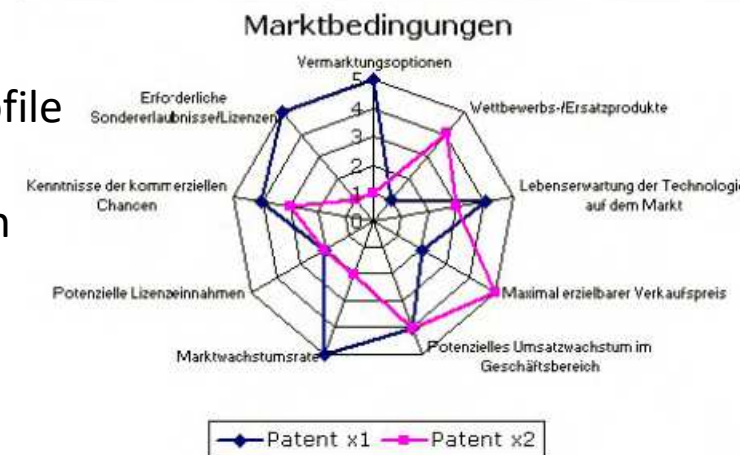 Marktbedingungen
Vermarktungsoptionen
5
4
3
2
1
0
Wettbewerbs-/Ersatzprodukte
Lebenserwartung der Technologie
auf dem Markt
Maximal erzielbarer Verkaufspreis
Potenzielles Umsatzwachstum im
Geschäftsbereich
Marktwachstumsrate
Potenzielle Lizenzeinnahmen
Kenntnisse der kommerziellen
Chancen
Erforderliche
Sondererlaubnisse/Lizenzen
Patent x1
Patent x2